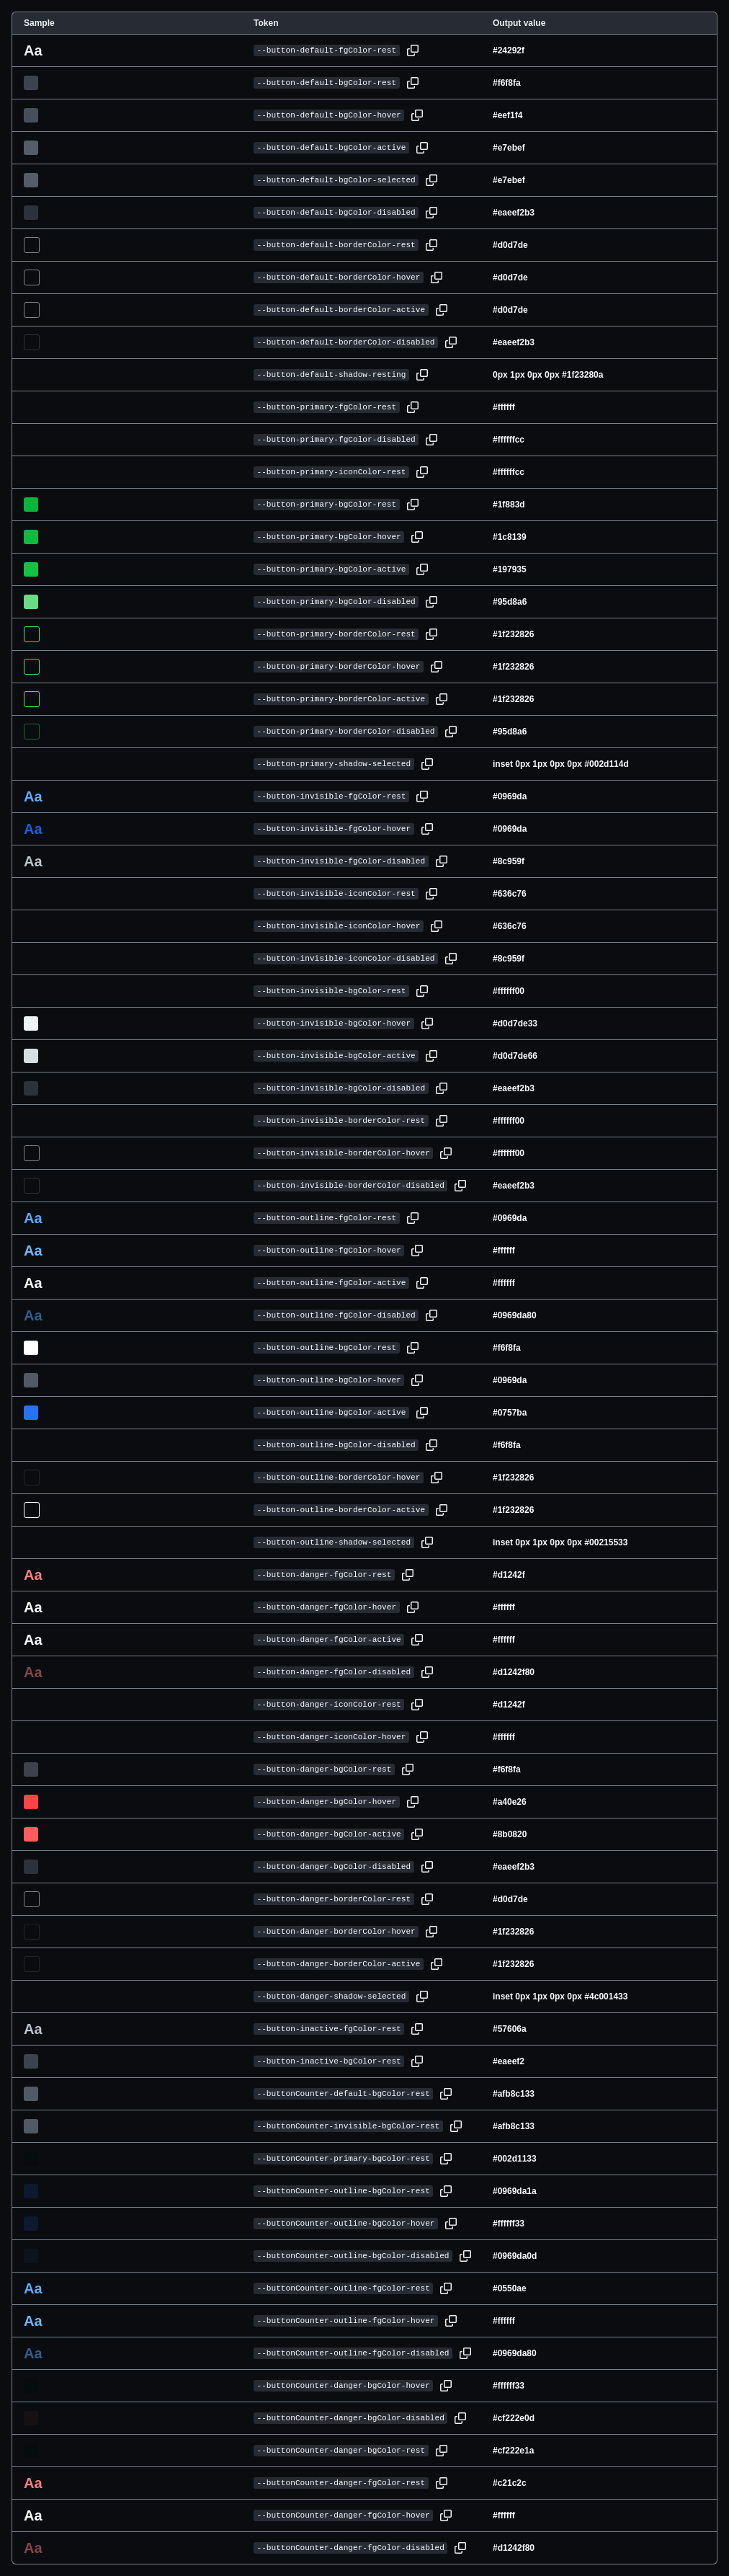 Sample Token Output value
Aa --button-default-fgColor-rest #24292f
--button-default-bgColor-rest #f6f8fa
--button-default-bgColor-hover #eef1f4
--button-default-bgColor-active #e7ebef
--button-default-bgColor-selected #e7ebef
--button-default-bgColor-disabled #eaeef2b3
--button-default-borderColor-rest #d0d7de
--button-default-borderColor-hover #d0d7de
--button-default-borderColor-active #d0d7de
--button-default-borderColor-disabled #eaeef2b3
--button-default-shadow-resting 0px 1px 0px 0px #1f23280a
--button-primary-fgColor-rest #ffffff
--button-primary-fgColor-disabled #ffffffcc
--button-primary-iconColor-rest #ffffffcc
--button-primary-bgColor-rest #1f883d
--button-primary-bgColor-hover #1c8139
--button-primary-bgColor-active #197935
--button-primary-bgColor-disabled #95d8a6
--button-primary-borderColor-rest #1f232826
--button-primary-borderColor-hover #1f232826
--button-primary-borderColor-active #1f232826
--button-primary-borderColor-disabled #95d8a6
--button-primary-shadow-selected inset 0px 1px 0px 0px #002d114d
Aa --button-invisible-fgColor-rest #0969da
Aa --button-invisible-fgColor-hover #0969da
Aa --button-invisible-fgColor-disabled #8c959f
--button-invisible-iconColor-rest #636c76
--button-invisible-iconColor-hover #636c76
--button-invisible-iconColor-disabled #8c959f
--button-invisible-bgColor-rest #ffffff00
--button-invisible-bgColor-hover #d0d7de33
--button-invisible-bgColor-active #d0d7de66
--button-invisible-bgColor-disabled #eaeef2b3
--button-invisible-borderColor-rest #ffffff00
--button-invisible-borderColor-hover #ffffff00
--button-invisible-borderColor-disabled #eaeef2b3
Aa --button-outline-fgColor-rest #0969da
Aa --button-outline-fgColor-hover #ffffff
Aa --button-outline-fgColor-active #ffffff
Aa --button-outline-fgColor-disabled #0969da80
--button-outline-bgColor-rest #f6f8fa
--button-outline-bgColor-hover #0969da
--button-outline-bgColor-active #0757ba
--button-outline-bgColor-disabled #f6f8fa
--button-outline-borderColor-hover #1f232826
--button-outline-borderColor-active #1f232826
--button-outline-shadow-selected inset 0px 1px 0px 0px #00215533
Aa --button-danger-fgColor-rest #d1242f
Aa --button-danger-fgColor-hover #ffffff
Aa --button-danger-fgColor-active #ffffff
Aa --button-danger-fgColor-disabled #d1242f80
--button-danger-iconColor-rest #d1242f
--button-danger-iconColor-hover #ffffff
--button-danger-bgColor-rest #f6f8fa
--button-danger-bgColor-hover #a40e26
--button-danger-bgColor-active #8b0820
--button-danger-bgColor-disabled #eaeef2b3
--button-danger-borderColor-rest #d0d7de
--button-danger-borderColor-hover #1f232826
--button-danger-borderColor-active #1f232826
--button-danger-shadow-selected inset 0px 1px 0px 0px #4c001433
Aa --button-inactive-fgColor-rest #57606a
--button-inactive-bgColor-rest #eaeef2
--buttonCounter-default-bgColor-rest #afb8c133
--buttonCounter-invisible-bgColor-rest #afb8c133
--buttonCounter-primary-bgColor-rest #002d1133
--buttonCounter-outline-bgColor-rest #0969da1a
--buttonCounter-outline-bgColor-hover #ffffff33
--buttonCounter-outline-bgColor-disabled #0969da0d
Aa --buttonCounter-outline-fgColor-rest #0550ae
Aa --buttonCounter-outline-fgColor-hover #ffffff
Aa --buttonCounter-outline-fgColor-disabled #0969da80
--buttonCounter-danger-bgColor-hover #ffffff33
--buttonCounter-danger-bgColor-disabled #cf222e0d
--buttonCounter-danger-bgColor-rest #cf222e1a
Aa --buttonCounter-danger-fgColor-rest #c21c2c
Aa --buttonCounter-danger-fgColor-hover #ffffff
Aa --buttonCounter-danger-fgColor-disabled #d1242f80